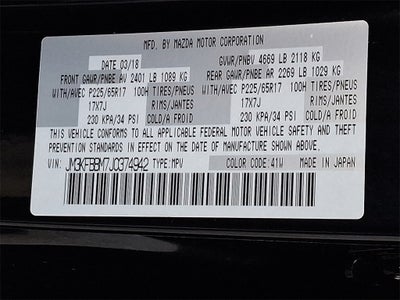 MFD. BY MAZDA MOTOR CORPORATION
DATE 03/18 GVWR/PNBV 4669 LB 2118 KG
FRONT GAWR/PNBE AV 2401 LB 1089 KG REAR GAWR/PNBE AR 2269 LB 1029 KG
WITH/AVEC P225/65R17 100H TIRES/PNEUS WITH/AVEC P225/65R17 100H TIRES/PNEUS
17X7J RIMS/JANTES 17X7J RIMS/JANTES
230 KPA/34 PSI COLD/A FROID 230 KPA/34 PSI COLD/A FROID
THIS VEHICLE CONFORMS TO ALL APPLICABLE FEDERAL MOTOR VEHICLE SAFETY AND THEFT
PREVENTION STANDARDS IN EFFECT ON THE DATE OF MANUFACTURE SHOWN ABOVE.
VIN: JM3KFBBM7J0374942 TYPE:MPV COLOR CODE:41W MADE IN JAPAN